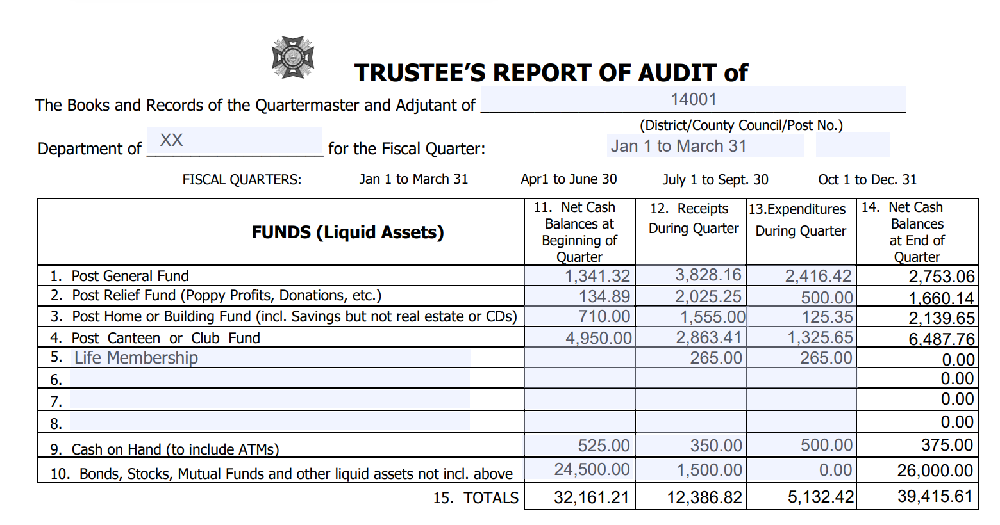 TRUSTEE’S REPORT OF AUDIT of
The Books and Records of the Quartermaster and Adjutant of 14001
(District/County Council/Post No.)
Department of XX for the Fiscal Quarter: Jan 1 to March 31
FISCAL QUARTERS: Jan 1 to March 31 Apr1 to June 30 July 1 to Sept. 30 Oct 1 to Dec. 31
FUNDS (Liquid Assets)
11. Net Cash
Balances at
Beginning of
Quarter
12. Receipts
During Quarter
13.Expenditures
During Quarter
14. Net Cash
Balances
at End of
Quarter
1. Post General Fund 1,341.32 3,828.16 2,416.42 2,753.06
2. Post Relief Fund (Poppy Profits, Donations, etc.) 134.89 2,025.25 500.00 1,660.14
3. Post Home or Building Fund (incl. Savings but not real estate or CDs) 710.00 1,555.00 125.35 2,139.65
4. Post Canteen or Club Fund 4,950.00 2,863.41 1,325.65 6,487.76
5. Life Membership 265.00 265.00 0.00
6. 0.00
7. 0.00
8. 0.00
9. Cash on Hand (to include ATMs) 525.00 350.00 500.00 375.00
10. Bonds, Stocks, Mutual Funds and other liquid assets not incl. above 24,500.00 1,500.00 0.00 26,000.00
15. TOTALS 32,161.21 12,386.82 5,132.42 39,415.61